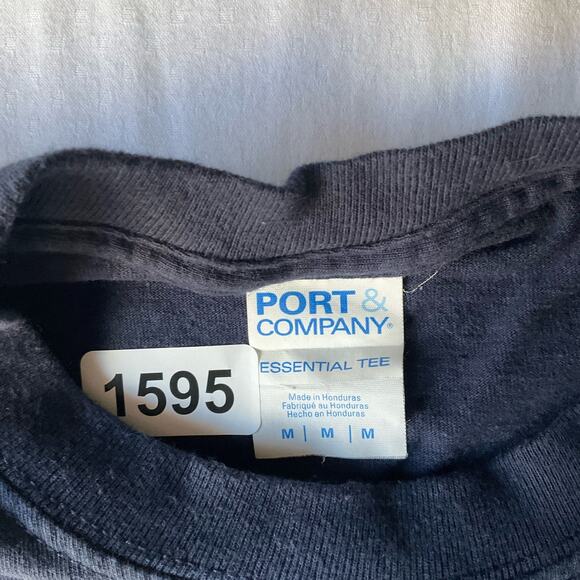 PORT &
COMPANY®
ESSENTIAL TEE
Made in Honduras
Fabriqué au Honduras
Hecho en Honduras
M | M | M
1595